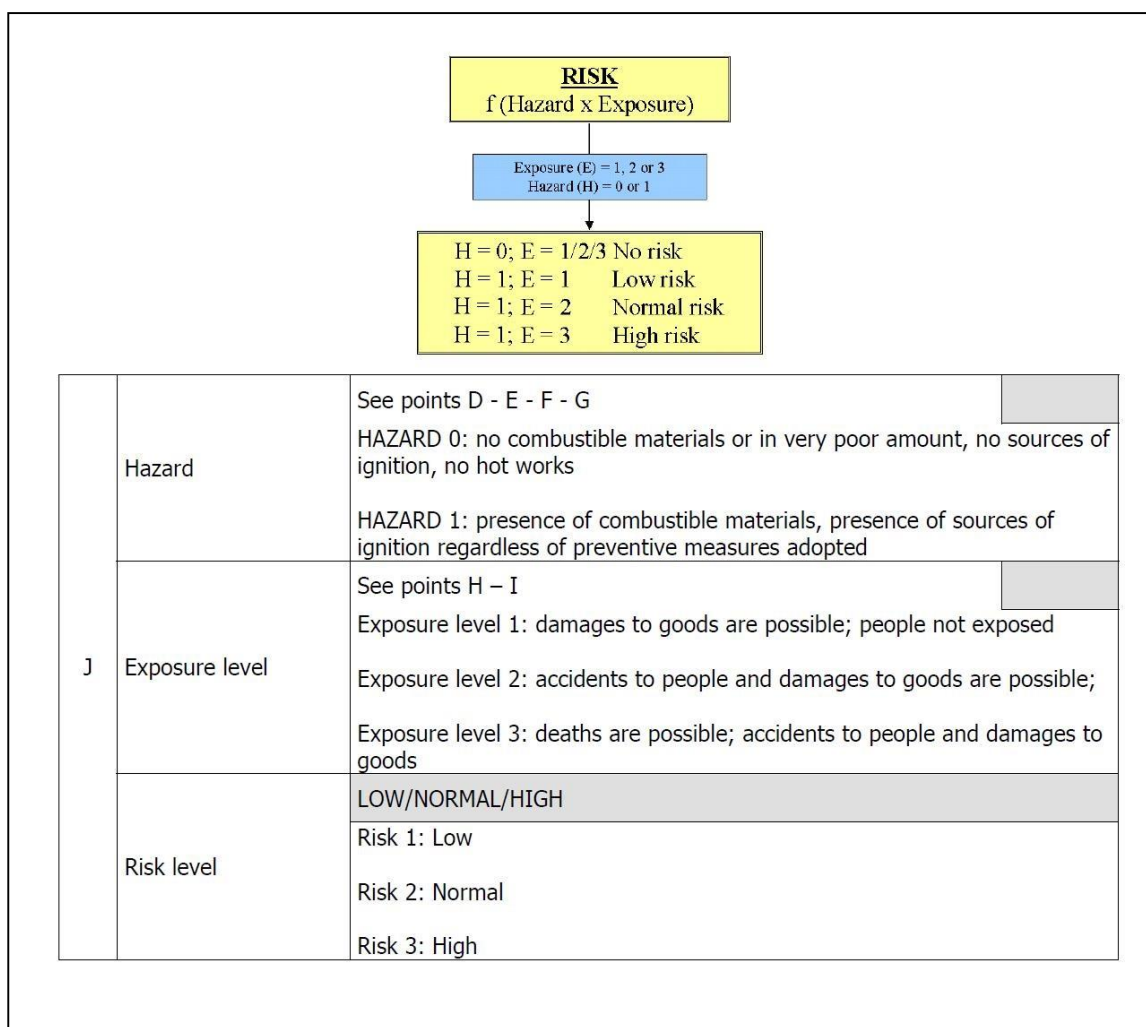 RISK
f (Hazard x Exposure)
Exposure (E) = 1, 2 or 3
Hazard (H) = 0 or 1
H = 0; E = 1/2/3 No risk
H = 1; E = 1 Low risk
H = 1; E = 2 Normal risk
H = 1; E = 3 High risk
J
Hazard
See points D - E - F - G
HAZARD 0: no combustible materials or in very poor amount, no sources of
ignition, no hot works
HAZARD 1: presence of combustible materials, presence of sources of
ignition regardless of preventive measures adopted
Exposure level
See points H – I
Exposure level 1: damages to goods are possible; people not exposed
Exposure level 2: accidents to people and damages to goods are possible;
Exposure level 3: deaths are possible; accidents to people and damages to
goods
Risk level
LOW/NORMAL/HIGH
Risk 1: Low
Risk 2: Normal
Risk 3: High